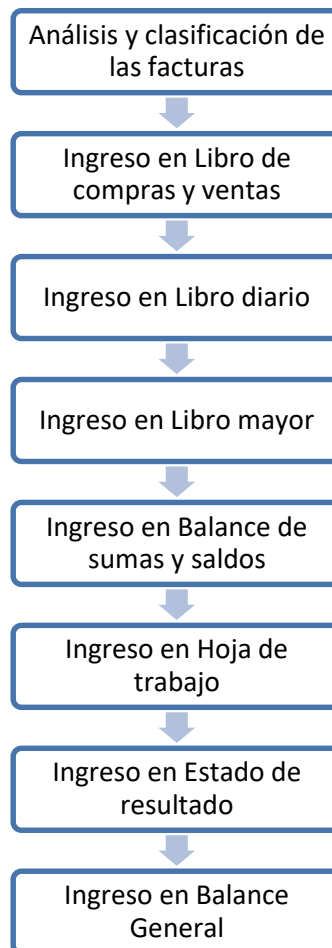 Análisis y clasificación de
las facturas
Ingreso en Libro de
compras y ventas
Ingreso en Libro diario
Ingreso en Libro mayor
Ingreso en Balance de
sumas y saldos
Ingreso en Hoja de
trabajo
Ingreso en Estado de
resultado
Ingreso en Balance
General